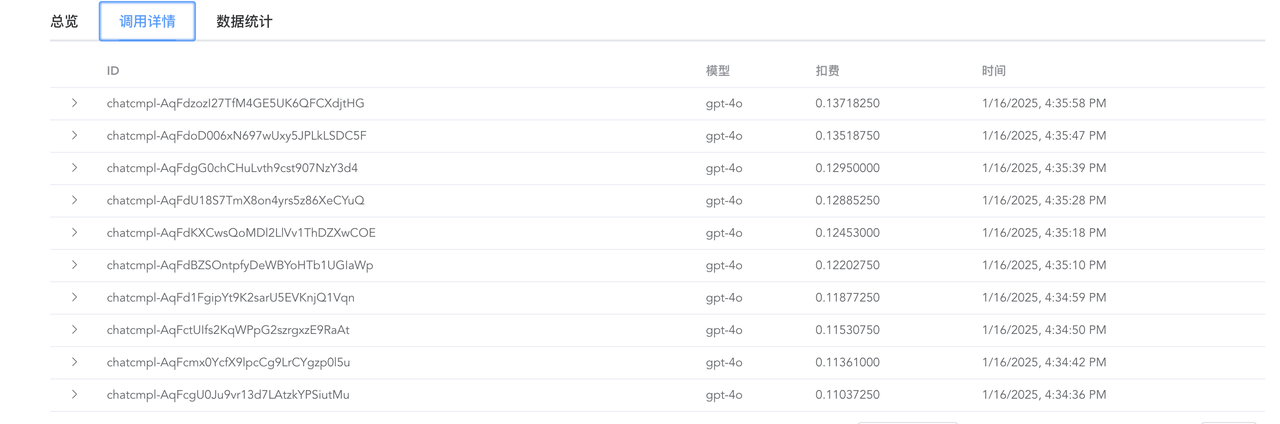 总览 调用详情 数据统计
ID 模型 扣费 时间
chatcmpl-AqFdzozI27TfM4GE5UK6QFCXdjtHG gpt-4o 0.13718250 1/16/2025, 4:35:58 PM
chatcmpl-AqFdoD006xN697wUxy5JPLkLSDC5F gpt-4o 0.13518750 1/16/2025, 4:35:47 PM
chatcmpl-AqFdgG0chCHuLvth9cst907NzY3d4 gpt-4o 0.12950000 1/16/2025, 4:35:39 PM
chatcmpl-AqFdU18S7TmX8on4yrs5z86XeCYuQ gpt-4o 0.12885250 1/16/2025, 4:35:28 PM
chatcmpl-AqFdKXCwsQoMDl2LlVv1ThDZXwCOE gpt-4o 0.12453000 1/16/2025, 4:35:18 PM
chatcmpl-AqFdBZSOntpfyDeWBYoHTb1UGIaWp gpt-4o 0.12202750 1/16/2025, 4:35:10 PM
chatcmpl-AqFd1FgipYt9K2sarU5EVKnjQ1Vqn gpt-4o 0.11877250 1/16/2025, 4:34:59 PM
chatcmpl-AqFctUIfs2KqWPpG2szrgxzE9RaAt gpt-4o 0.11530750 1/16/2025, 4:34:50 PM
chatcmpl-AqFcmx0YcfX9lpcCg9LrCYgzp0l5u gpt-4o 0.11361000 1/16/2025, 4:34:42 PM
chatcmpl-AqFcgU0Ju9vr13d7LAtzkYPSiutMu gpt-4o 0.11037250 1/16/2025, 4:34:36 PM